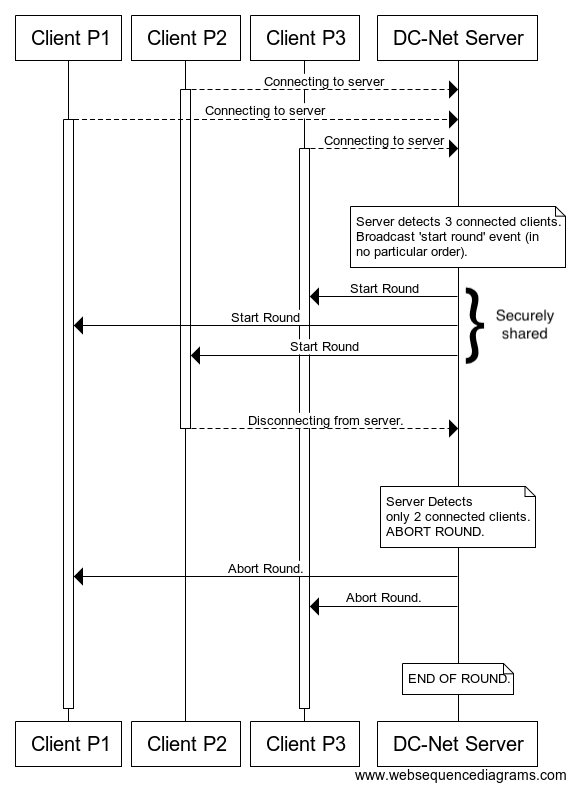 Client P1
Client P2
Client P3
DC-Net Server
Connecting to server
Connecting to server
Connecting to server
Server detects 3 connected clients.
Broadcast 'start round' event (in
no particular order).
Start Round
Start Round
Start Round
Securely
shared
Disconnecting from server.
Server Detects
only 2 connected clients.
ABORT ROUND.
Abort Round.
Abort Round.
END OF ROUND.
Client P1
Client P2
Client P3
DC-Net Server
www.websequencediagrams.com